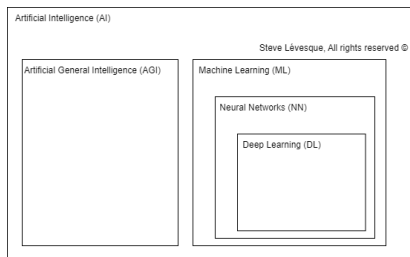 Artificial Intelligence (AI)
Steve Lévesque, All rights reserved ©
Artificial General Intelligence (AGI)
Machine Learning (ML)
Neural Networks (NN)
Deep Learning (DL)